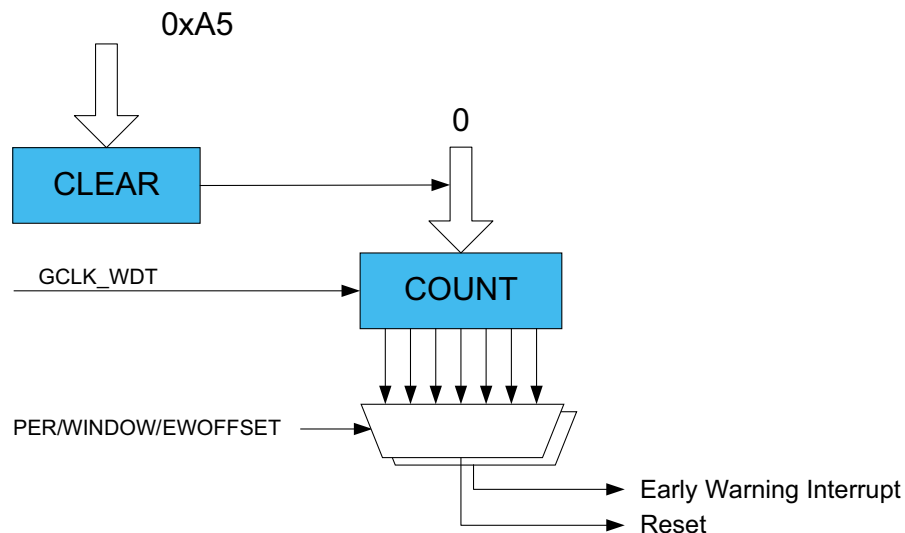 0xA5
0
CLEAR
GCLK_WDT
COUNT
PER/WINDOW/EWOFFSET
Early Warning Interrupt
Reset